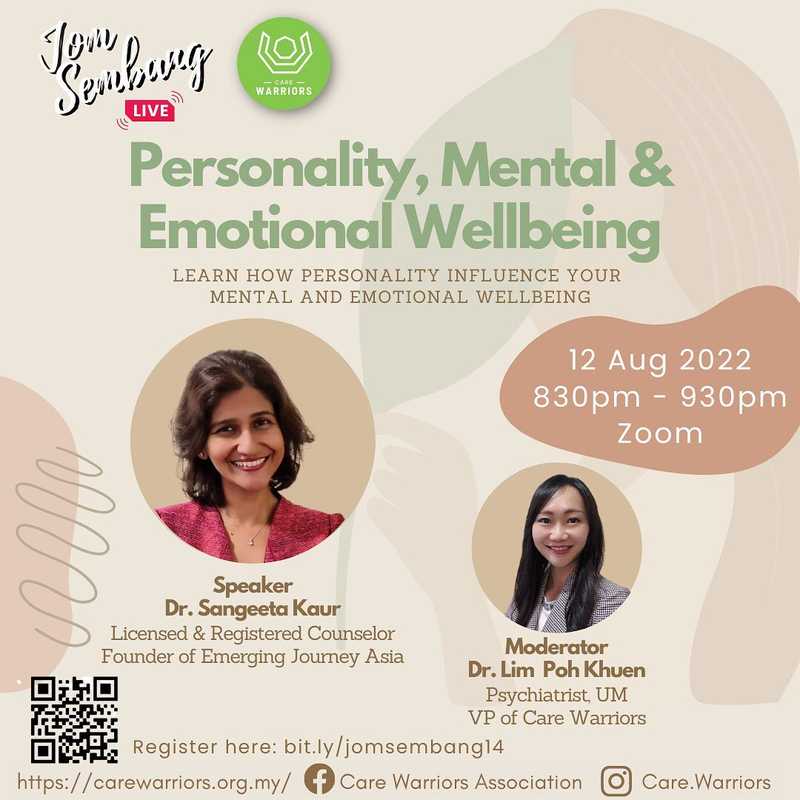 Jom
Sembang
LIVE
CARE
WARRIORS
Personality, Mental &
Emotional Wellbeing
LEARN HOW PERSONALITY INFLUENCE YOUR
MENTAL AND EMOTIONAL WELLBEING
12 Aug 2022
830pm - 930pm
Zoom
Speaker
Dr. Sangeeta Kaur
Licensed & Registered Counselor
Founder of Emerging Journey Asia
Moderator
Dr. Lim Poh Khuen
Psychiatrist, UM
VP of Care Warriors
Register here: bit.ly/jomsembang14
https://carewarriors.org.my/ Care Warriors Association Care.Warriors